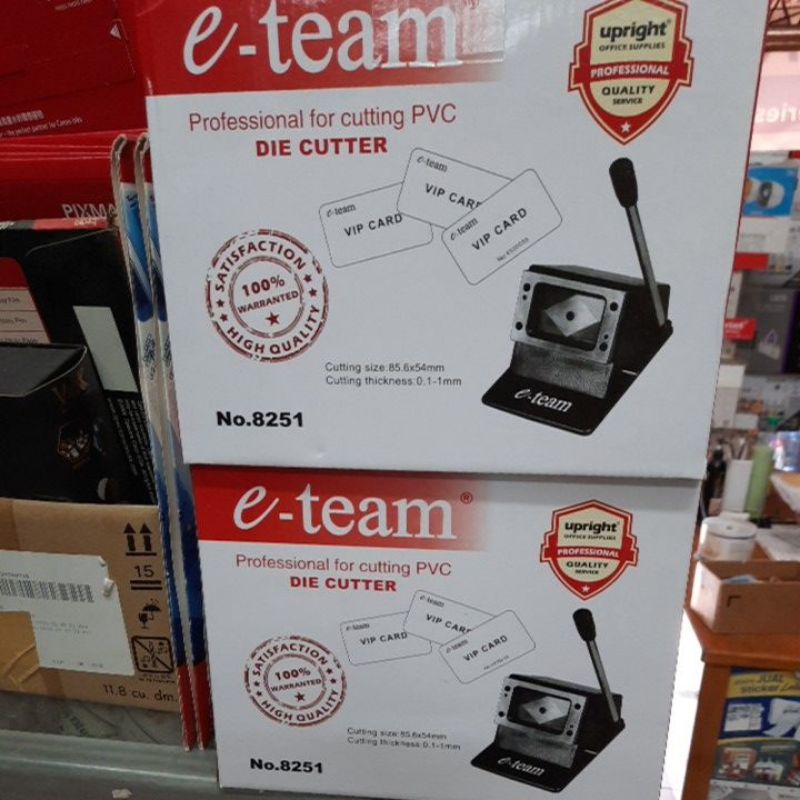 e-team
upright®
OFFICE SUPPLIES
PROFESSIONAL
QUALITY
SERVICE
Professional for cutting PVC
DIE CUTTER
e-team
VIP CARD
e-team
VIP CARD
e-team
VIP CARD
SATISFACTION
100%
WARRANTED
HIGH QUALITY
Cutting size:85.6x54mm
Cutting thickness:0.1-1mm
e-team
No.8251
PIXMA
e-team®
upright®
OFFICE SUPPLIES
PROFESSIONAL
QUALITY
SERVICE
Professional for cutting PVC
DIE CUTTER
e-team
VIP CARD
e-team
VIP CARD
e-team
VIP CARD
SATISFACTION
100%
WARRANTED
HIGH QUALITY
Cutting size:85.6x54mm
Cutting thickness:0.1-1mm
e-team
No.8251
15
11.8 cu. dm
JUAL
sticker